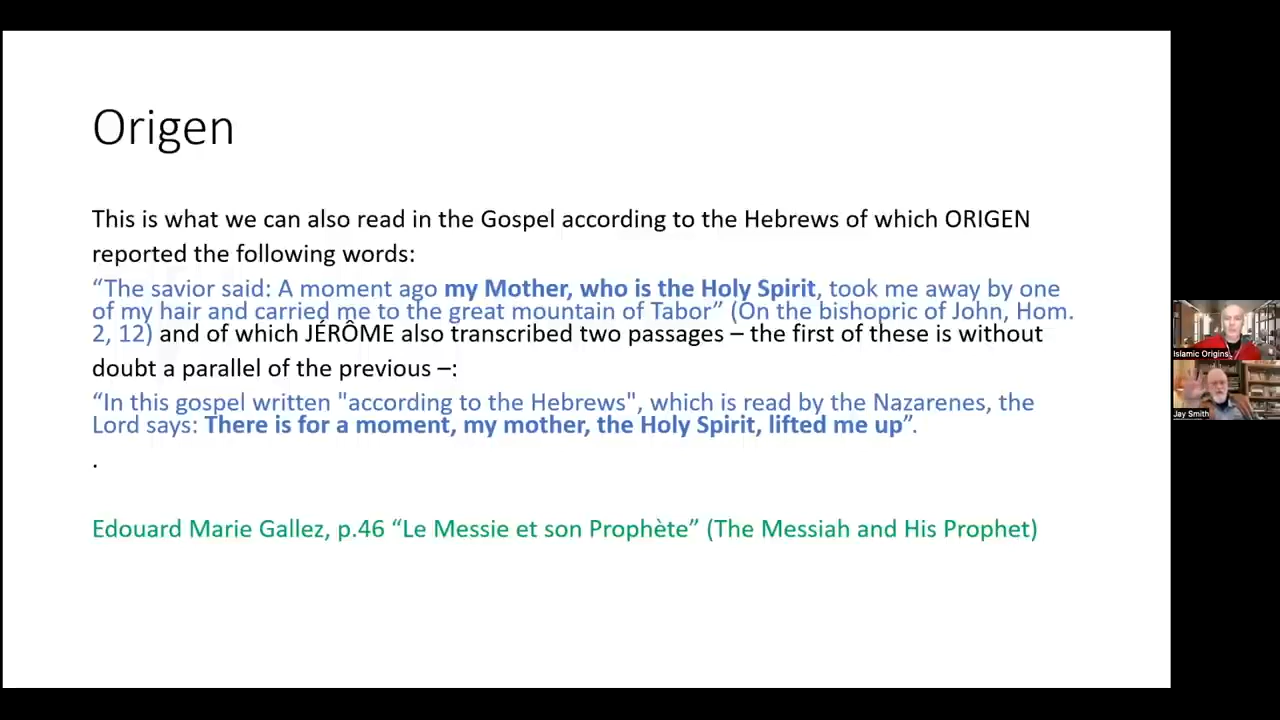 Origen
This is what we can also read in the Gospel according to the Hebrews of which ORIGEN
reported the following words:
“The savior said: A moment ago my Mother, who is the Holy Spirit, took me away by one
of my hair and carried me to the great mountain of Tabor” (On the bishopric of John, Hom.
2, 12) and of which JÉRÔME also transcribed two passages – the first of these is without
doubt a parallel of the previous –:
“In this gospel written "according to the Hebrews", which is read by the Nazarenes, the
Lord says: There is for a moment, my mother, the Holy Spirit, lifted me up”.
.
Edouard Marie Gallez, p.46 “Le Messie et son Prophète” (The Messiah and His Prophet)
Islamic Origins
Jay Smith